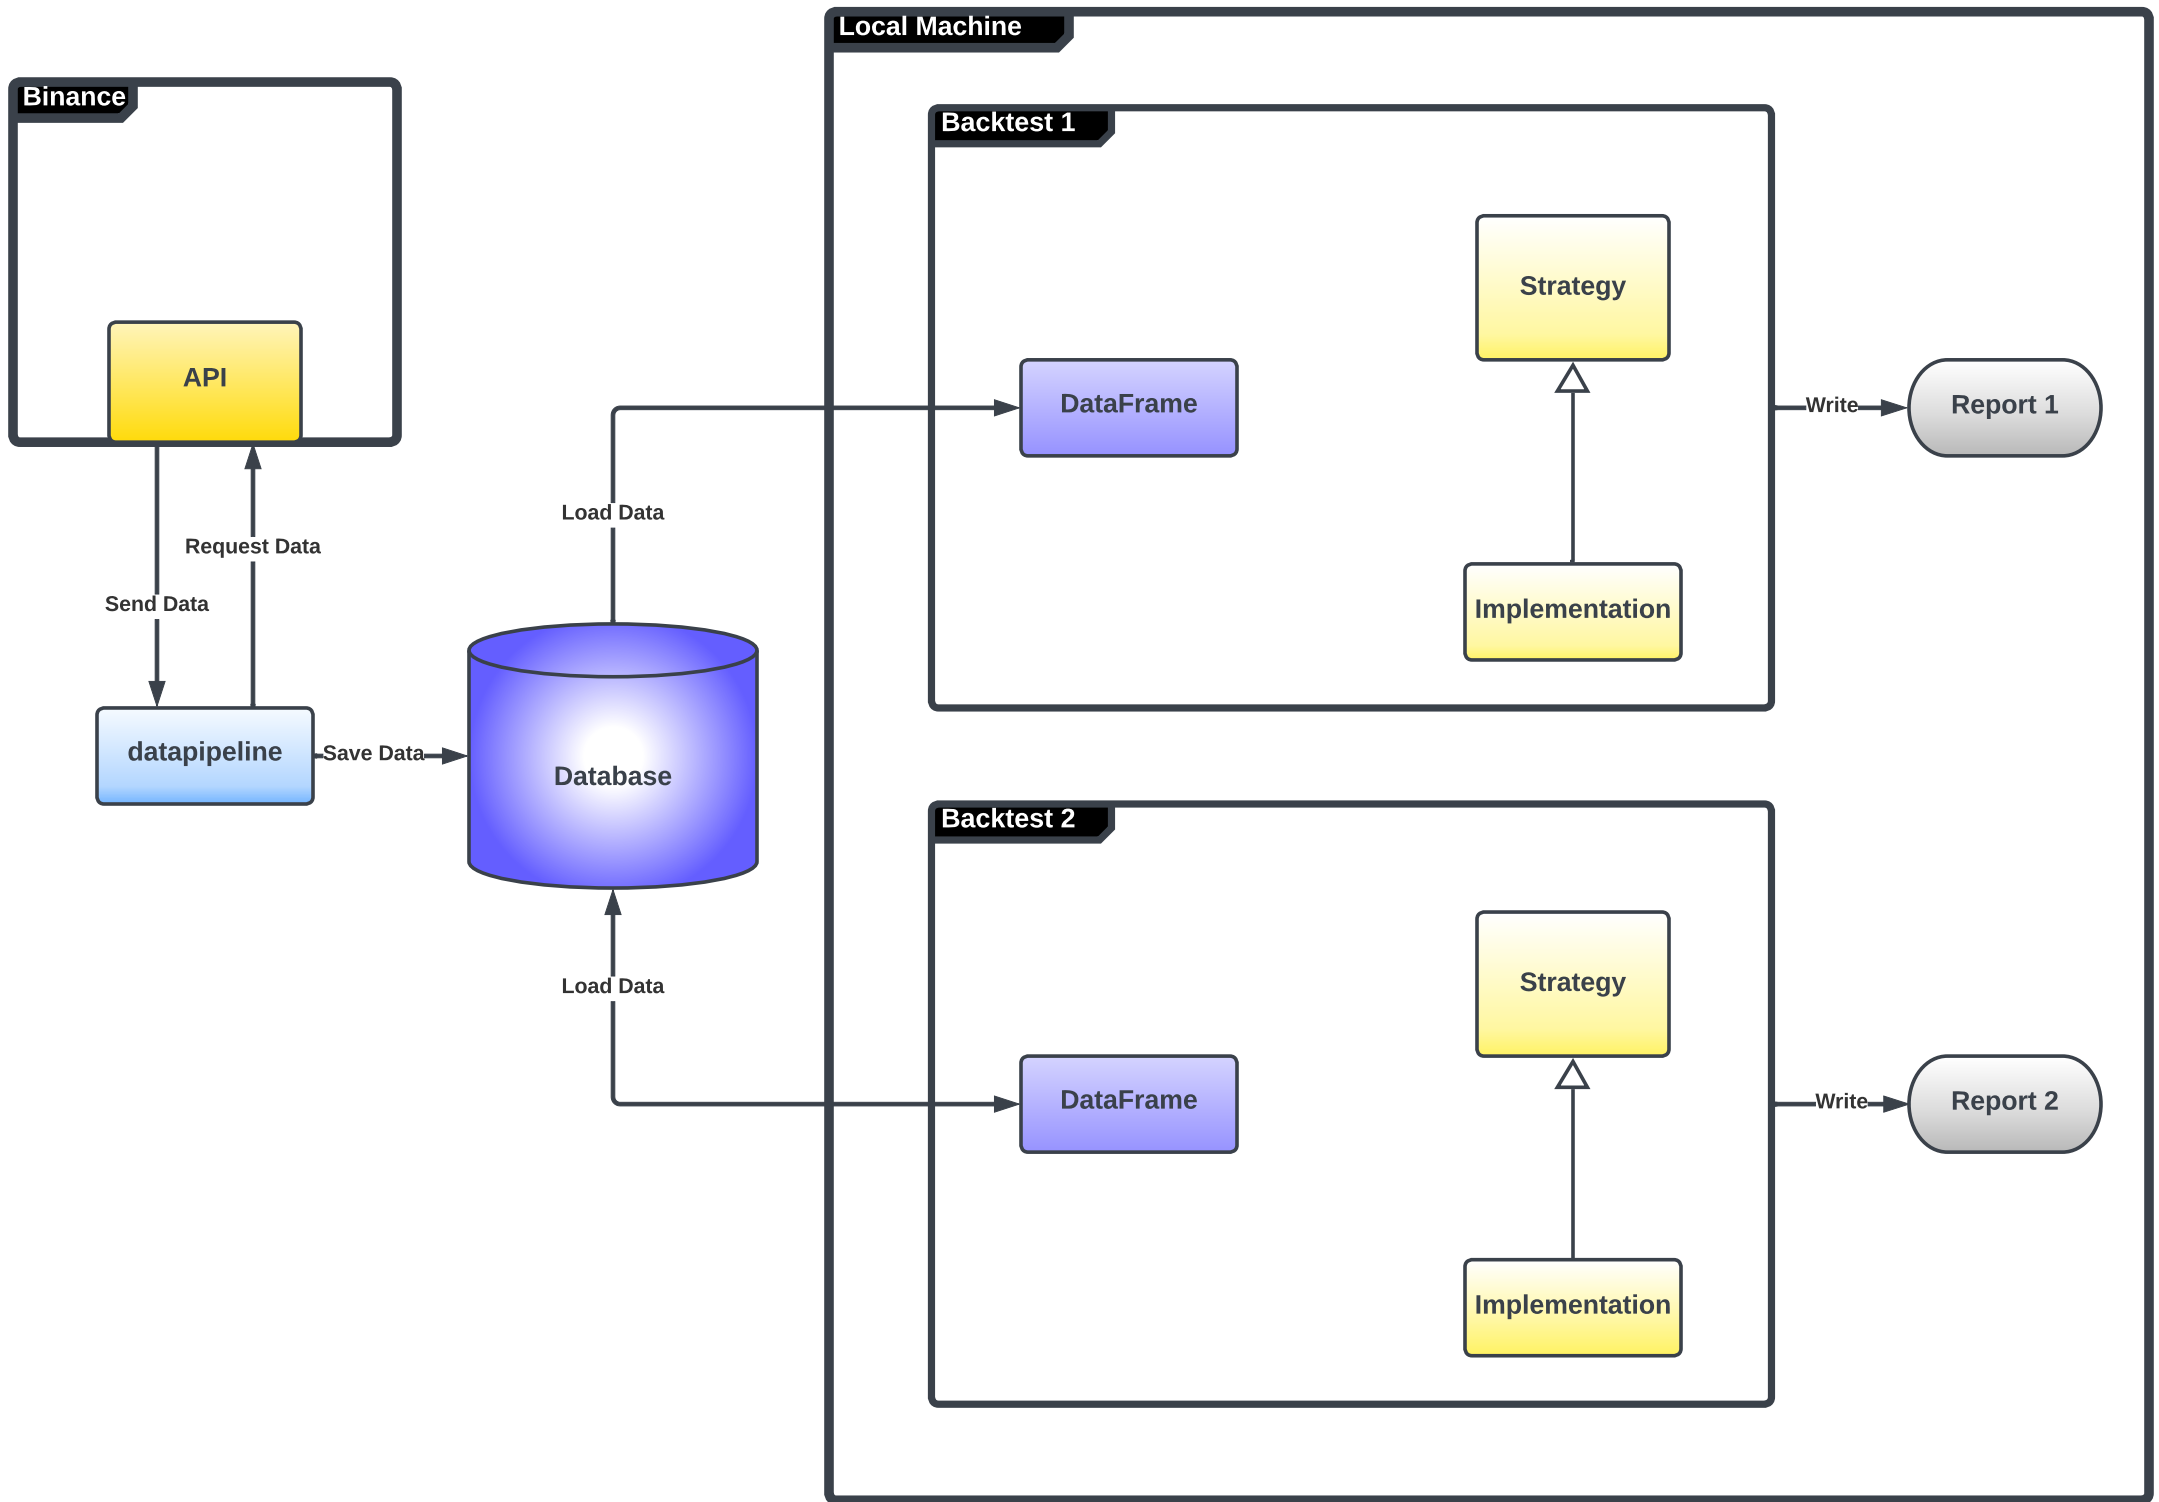 Local Machine
Binance
Backtest 1
Strategy
API
DataFrame
Write
Report 1
Load Data
Request Data
Send Data
Implementation
datapipeline
Save Data
Database
Backtest 2
Strategy
Load Data
DataFrame
Write
Report 2
Implementation